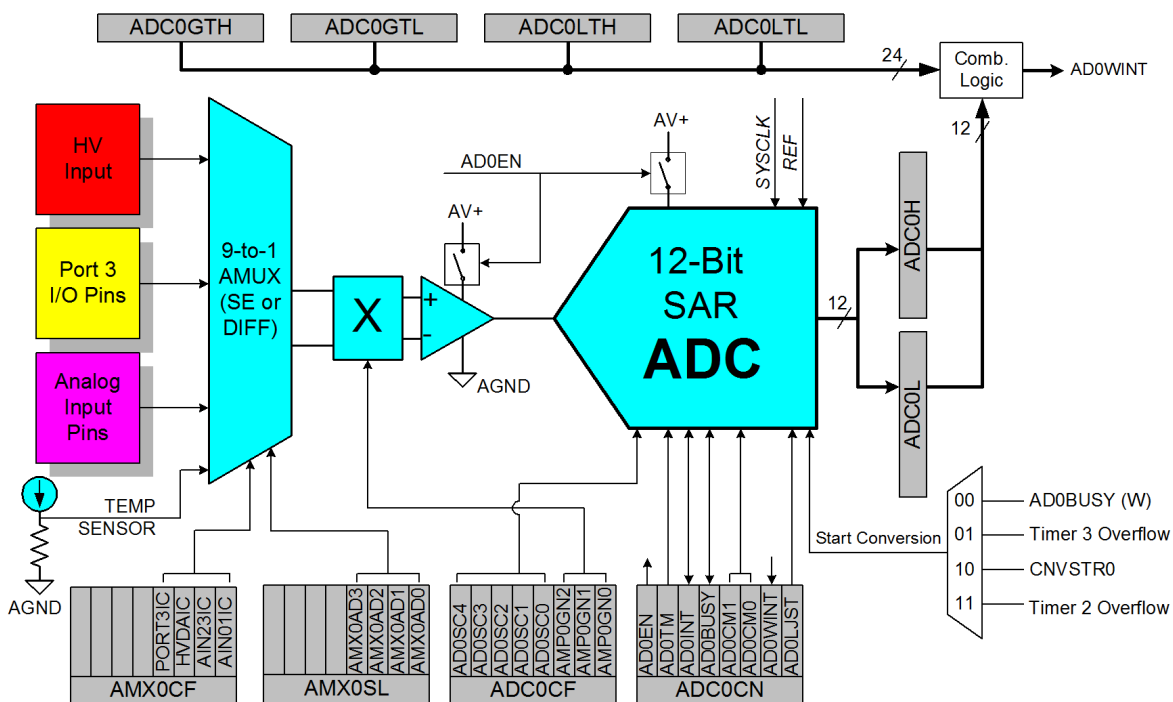 ADC0GTH
ADC0GTL
ADC0LTH
ADC0LTL
24
Comb.
Logic
AD0WINT
12
HV
Input
Port 3
I/O Pins
Analog
Input
Pins
9-to-1
AMUX
(SE or
DIFF)
X
AD0EN
AV+
AV+
+
-
AGND
SYSCLK
REF
12-Bit
SAR
ADC
12
ADC0H
ADC0L
TEMP
SENSOR
AGND
Start Conversion
00
AD0BUSY (W)
01
Timer 3 Overflow
10
CNVSTR0
11
Timer 2 Overflow
PORT3IC
HVDAIC
AIN23IC
AIN01IC
AMX0CF
AMX0AD3
AMX0AD2
AMX0AD1
AMX0AD0
AMX0SL
AD0SC4
AD0SC3
AD0SC2
AD0SC1
AD0SC0
AMP0GN2
AMP0GN1
AMP0GN0
ADC0CF
AD0EN
AD0TM
AD0INT
AD0BUSY
AD0CM1
AD0CM0
AD0WINT
AD0LJST
ADC0CN